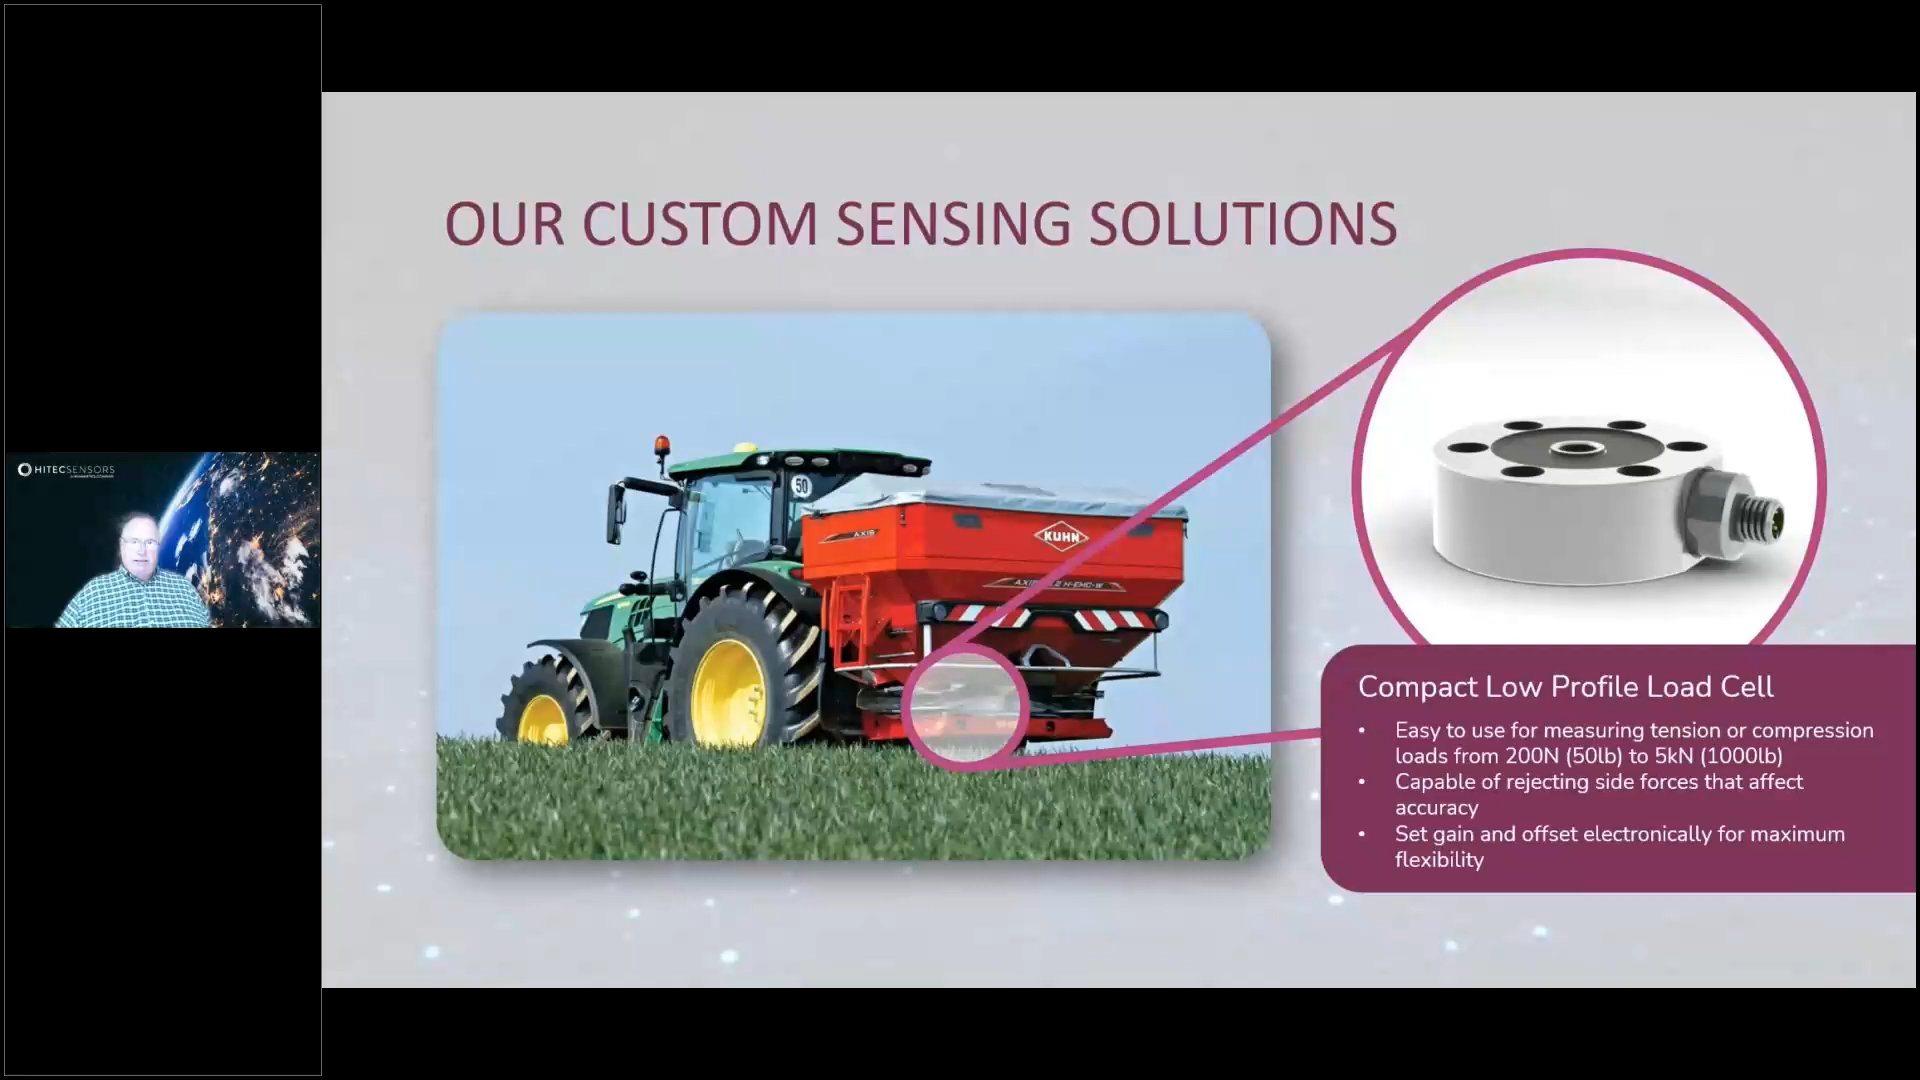 HITECSENSORS
OUR CUSTOM SENSING SOLUTIONS
50
AXIS
KUHN
Compact Low Profile Load Cell
• Easy to use for measuring tension or compression
loads from 200N (50lb) to 5kN (1000lb)
• Capable of rejecting side forces that affect
accuracy
• Set gain and offset electronically for maximum
flexibility